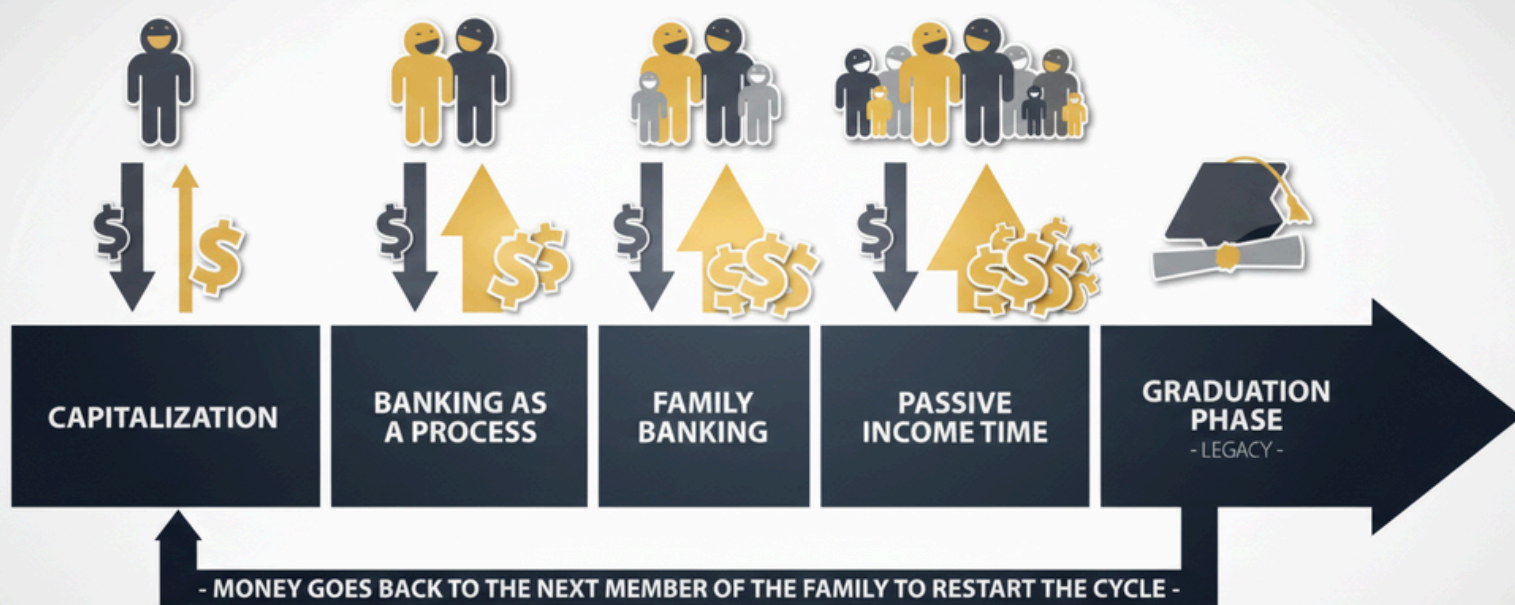 CAPITALIZATION
BANKING AS
A PROCESS
FAMILY
BANKING
PASSIVE
INCOME TIME
GRADUATION
PHASE
- LEGACY -
- MONEY GOES BACK TO THE NEXT MEMBER OF THE FAMILY TO RESTART THE CYCLE -